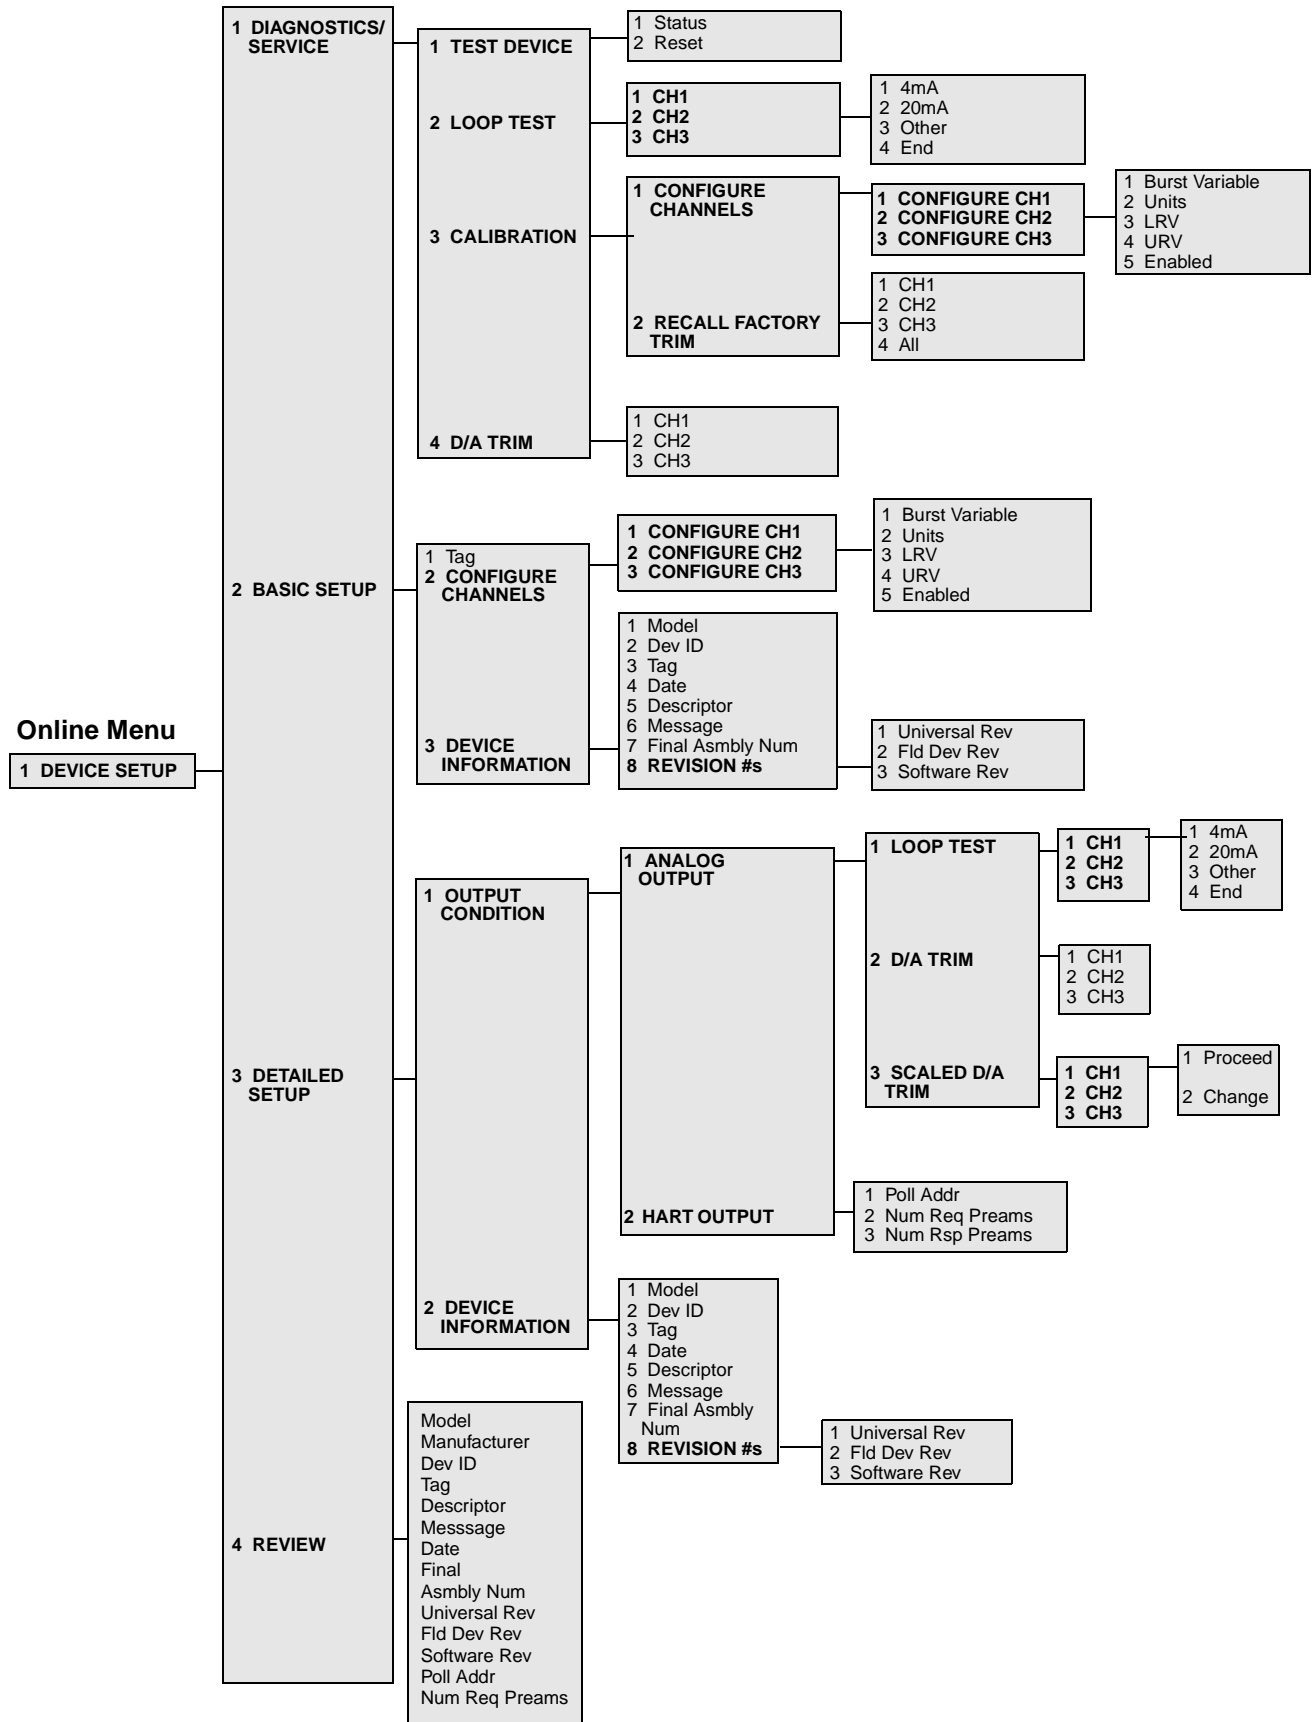 Online Menu
1 DEVICE SETUP
1 DIAGNOSTICS/
SERVICE
2 BASIC SETUP
3 DETAILED
SETUP
4 REVIEW
1 TEST DEVICE
2 LOOP TEST
3 CALIBRATION
4 D/A TRIM
1 Status
2 Reset
1 CH1
2 CH2
3 CH3
1 4mA
2 20mA
3 Other
4 End
1 CONFIGURE
CHANNELS
2 RECALL FACTORY
TRIM
1 CONFIGURE CH1
2 CONFIGURE CH2
3 CONFIGURE CH3
1 Burst Variable
2 Units
3 LRV
4 URV
5 Enabled
1 CH1
2 CH2
3 CH3
4 All
1 CH1
2 CH2
3 CH3
1 Tag
2 CONFIGURE
CHANNELS
3 DEVICE
INFORMATION
1 CONFIGURE CH1
2 CONFIGURE CH2
3 CONFIGURE CH3
1 Burst Variable
2 Units
3 LRV
4 URV
5 Enabled
1 Model
2 Dev ID
3 Tag
4 Date
5 Descriptor
6 Message
7 Final Asmbly Num
8 REVISION #s
1 Universal Rev
2 Fld Dev Rev
3 Software Rev
1 OUTPUT
CONDITION
2 DEVICE
INFORMATION
1 ANALOG
OUTPUT
2 HART OUTPUT
1 LOOP TEST
2 D/A TRIM
3 SCALED D/A
TRIM
1 CH1
2 CH2
3 CH3
1 4mA
2 20mA
3 Other
4 End
1 CH1
2 CH2
3 CH3
1 CH1
2 CH2
3 CH3
1 Proceed
2 Change
1 Poll Addr
2 Num Req Preams
3 Num Rsp Preams
1 Model
2 Dev ID
3 Tag
4 Date
5 Descriptor
6 Message
7 Final Asmbly
Num
8 REVISION #s
1 Universal Rev
2 Fld Dev Rev
3 Software Rev
Model
Manufacturer
Dev ID
Tag
Descriptor
Messsage
Date
Final
Asmbly Num
Universal Rev
Fld Dev Rev
Software Rev
Poll Addr
Num Req Preams